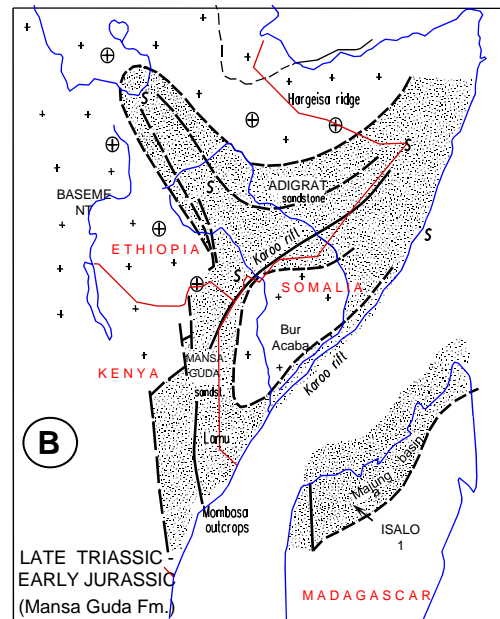 Hargeisa ridge
S
S
BASEME
NT
S
ADIGRAT
sandstone
ETHIOPIA
Karoo rift
S
S
SOMALIA
Bur
Acaba
MANSA
GUDA
sandst.
KENYA
Karoo rift
B
Lamu
Majung
a
basin
Mombasa
outcrops
ISALO
1
LATE TRIASSIC -
EARLY JURASSIC
(Mansa Guda Fm.)
MADAGASCAR